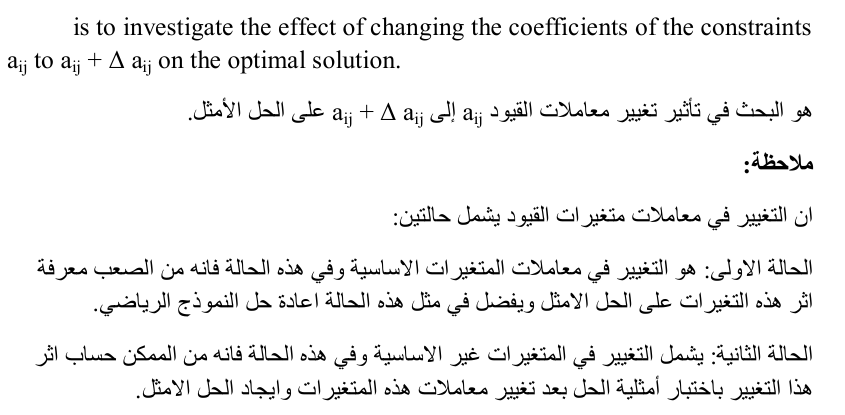 is to investigate the effect of changing the coefficients of the constraints
aij to aij + Δ aij on the optimal solution.
هو البحث في تأثير تغيير معاملات القيود aij إلى aij + Δ aij على الحل الأمثل.
ملاحظة:
ان التغيير في معاملات متغيرات القيود يشمل حالتين:
الحالة الاولى: هو التغيير في معاملات المتغيرات الاساسية وفي هذه الحالة فانه من الصعب معرفة
اثر هذه التغيرات على الحل الامثل ويفضل في مثل هذه الحالة اعادة حل النموذج الرياضي.
الحالة الثانية: يشمل التغيير في المتغيرات غير الاساسية وفي هذه الحالة فانه من الممكن حساب اثر
هذا التغيير باختبار أمثلية الحل بعد تغيير معاملات هذه المتغيرات وايجاد الحل الامثل.